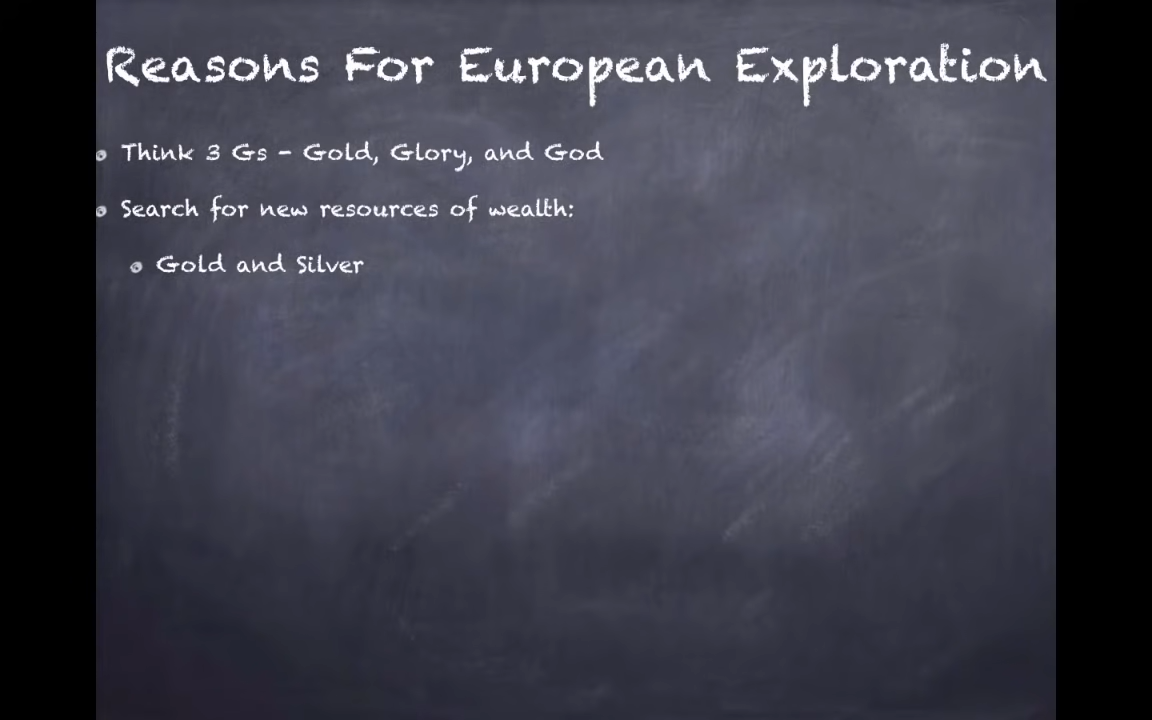 Reasons For European Exploration
Think 3 Gs - Gold, Glory, and God
Search for new resources of wealth:
Gold and Silver